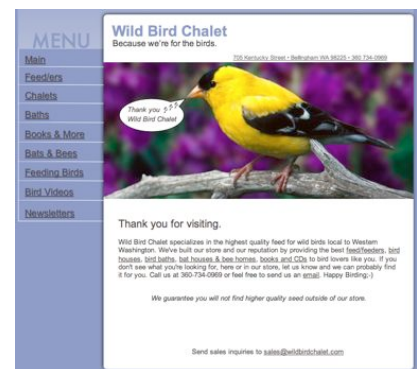 MENU
Main
Feed/ers
Chalets
Baths
Books & More
Bats & Bees
Feeding Birds
Bird Videos
Newsletters
Wild Bird Chalet
Because we're for the birds.
705 Kentucky Street • Bellingham WA 98225 • 360 734-0969
Thank you
Wild Bird Chalet
Thank you for visiting.
Wild Bird Chalet specializes in the highest quality feed for wild birds local to Western
Washington. We've built our store and our reputation by providing the best feed/feeders, bird
houses, bird baths, bat houses & bee homes, books and CDs to bird lovers like you. If you
don't see what you're looking for, here or in our store, let us know and we can probably find
it for you. Call us at 360-734-0969 or feel free to send us an email. Happy Birding;-)
We guarantee you will not find higher quality seed outside of our store.
Send sales inquiries to sales@wildbirdchalet.com